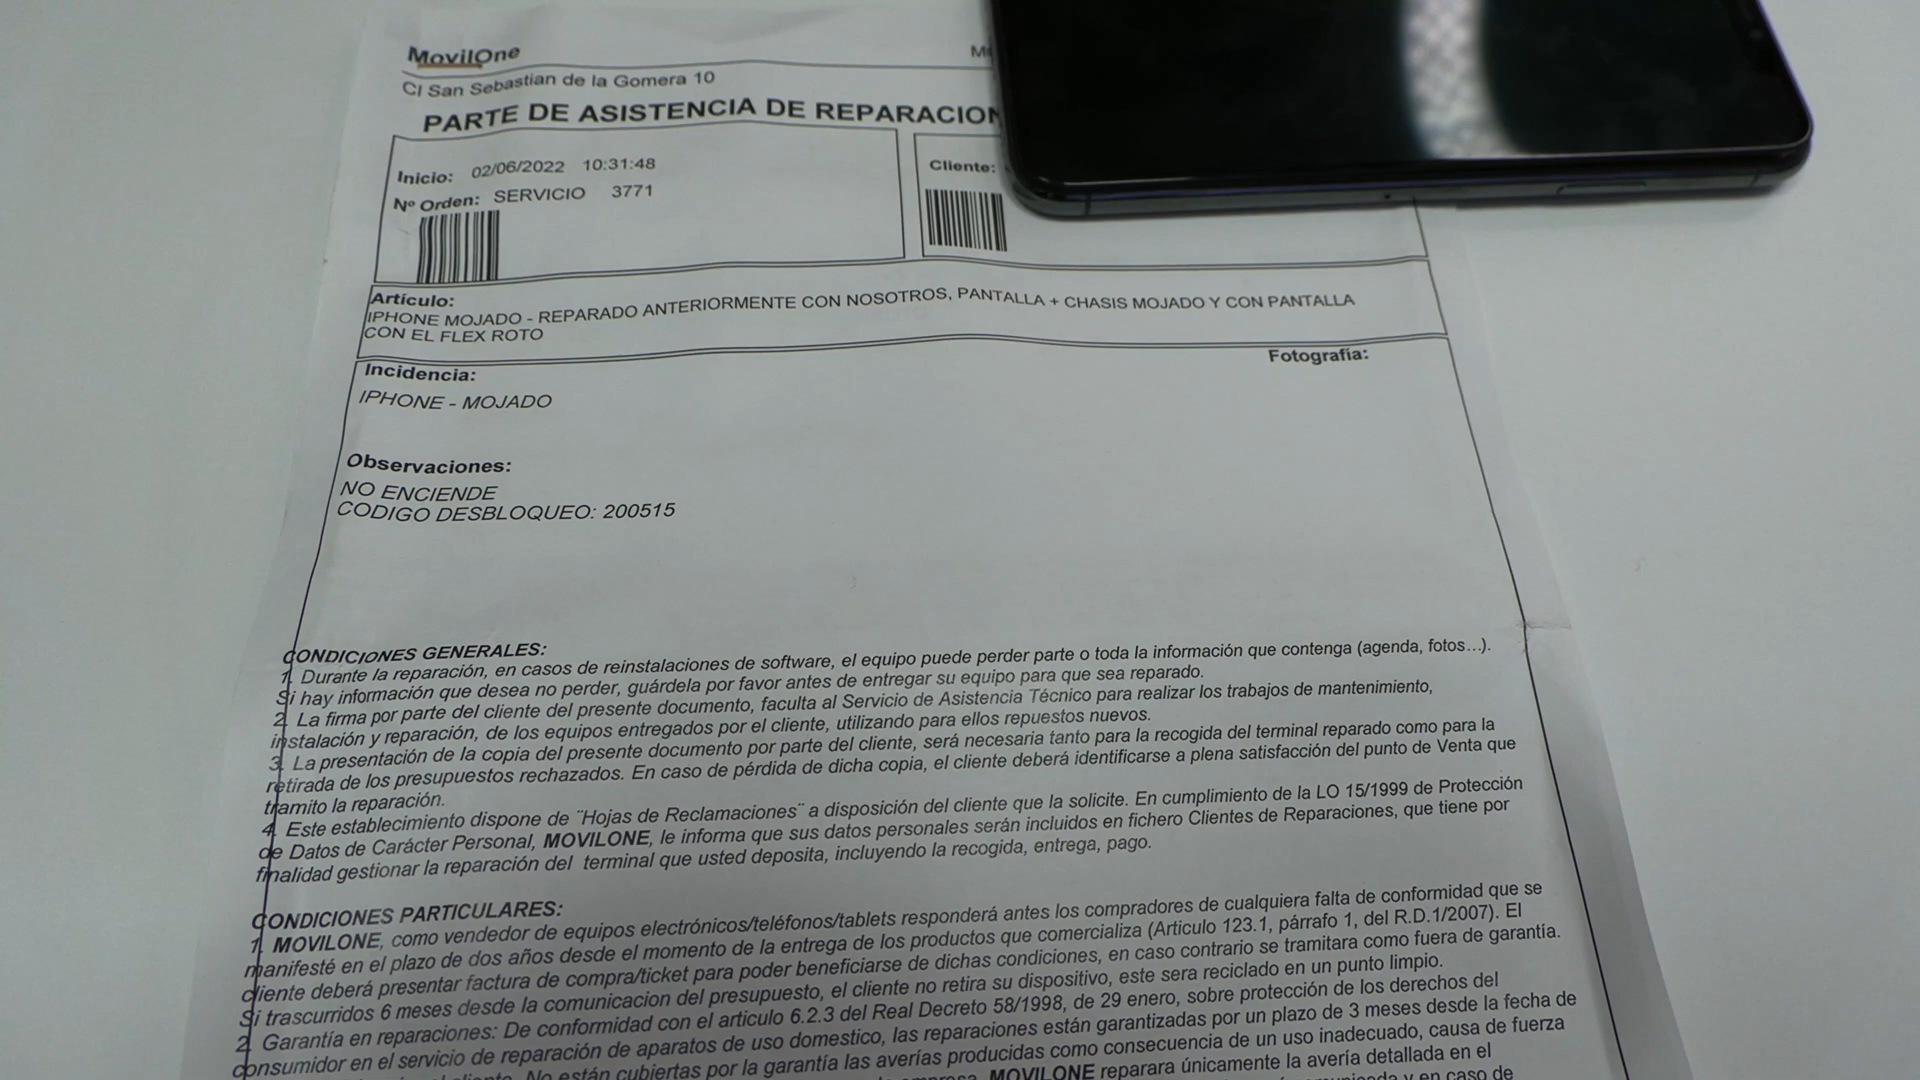 MovilOne
C/ San Sebastian de la Gomera 10
PARTE DE ASISTENCIA DE REPARACION
Inicio: 02/06/2022 10:31:48
Nº Orden: SERVICIO 3771
Cliente:
Artículo:
IPHONE MOJADO - REPARADO ANTERIORMENTE CON NOSOTROS, PANTALLA + CHASIS MOJADO Y CON PANTALLA
CON EL FLEX ROTO
Incidencia:
Fotografía:
IPHONE - MOJADO
Observaciones:
NO ENCIENDE
CODIGO DESBLOQUEO: 200515
CONDICIONES GENERALES:
1. Durante la reparación, en casos de reinstalaciones de software, el equipo puede perder parte o toda la información que contenga (agenda, fotos...).
Si hay información que desea no perder, guárdela por favor antes de entregar su equipo para que sea reparado.
2. La firma por parte del cliente del presente documento, faculta al Servicio de Asistencia Técnico para realizar los trabajos de mantenimiento,
instalación y reparación, de los equipos entregados por el cliente, utilizando para ellos repuestos nuevos.
3. La presentación de la copia del presente documento por parte del cliente, será necesaria tanto para la recogida del terminal reparado como para la
retirada de los presupuestos rechazados. En caso de pérdida de dicha copia, el cliente deberá identificarse a plena satisfacción del punto de Venta que
tramito la reparación.
4. Este establecimiento dispone de ¨Hojas de Reclamaciones¨ a disposición del cliente que la solicite. En cumplimiento de la LO 15/1999 de Protección
de Datos de Carácter Personal, MOVILONE, le informa que sus datos personales serán incluidos en fichero Clientes de Reparaciones, que tiene por
finalidad gestionar la reparación del terminal que usted deposita, incluyendo la recogida, entrega, pago.
CONDICIONES PARTICULARES:
1. MOVILONE, como vendedor de equipos electrónicos/teléfonos/tablets responderá antes los compradores de cualquiera falta de conformidad que se
manifesté en el plazo de dos años desde el momento de la entrega de los productos que comercializa (Articulo 123.1, párrafo 1, del R.D.1/2007). El
cliente deberá presentar factura de compra/ticket para poder beneficiarse de dichas condiciones, en caso contrario se tramitara como fuera de garantía.
Si trascurridos 6 meses desde la comunicacion del presupuesto, el cliente no retira su dispositivo, este sera reciclado en un punto limpio.
2. Garantía en reparaciones: De conformidad con el articulo 6.2.3 del Real Decreto 58/1998, de 29 enero, sobre protección de los derechos del
consumidor en el servicio de reparación de aparatos de uso domestico, las reparaciones están garantizadas por un plazo de 3 meses desde la fecha de
No están cubiertas por la garantía las averías producidas como consecuencia de un uso inadecuado, causa de fuerza
MOVILONE reparara únicamente la avería detallada en el
y en caso de